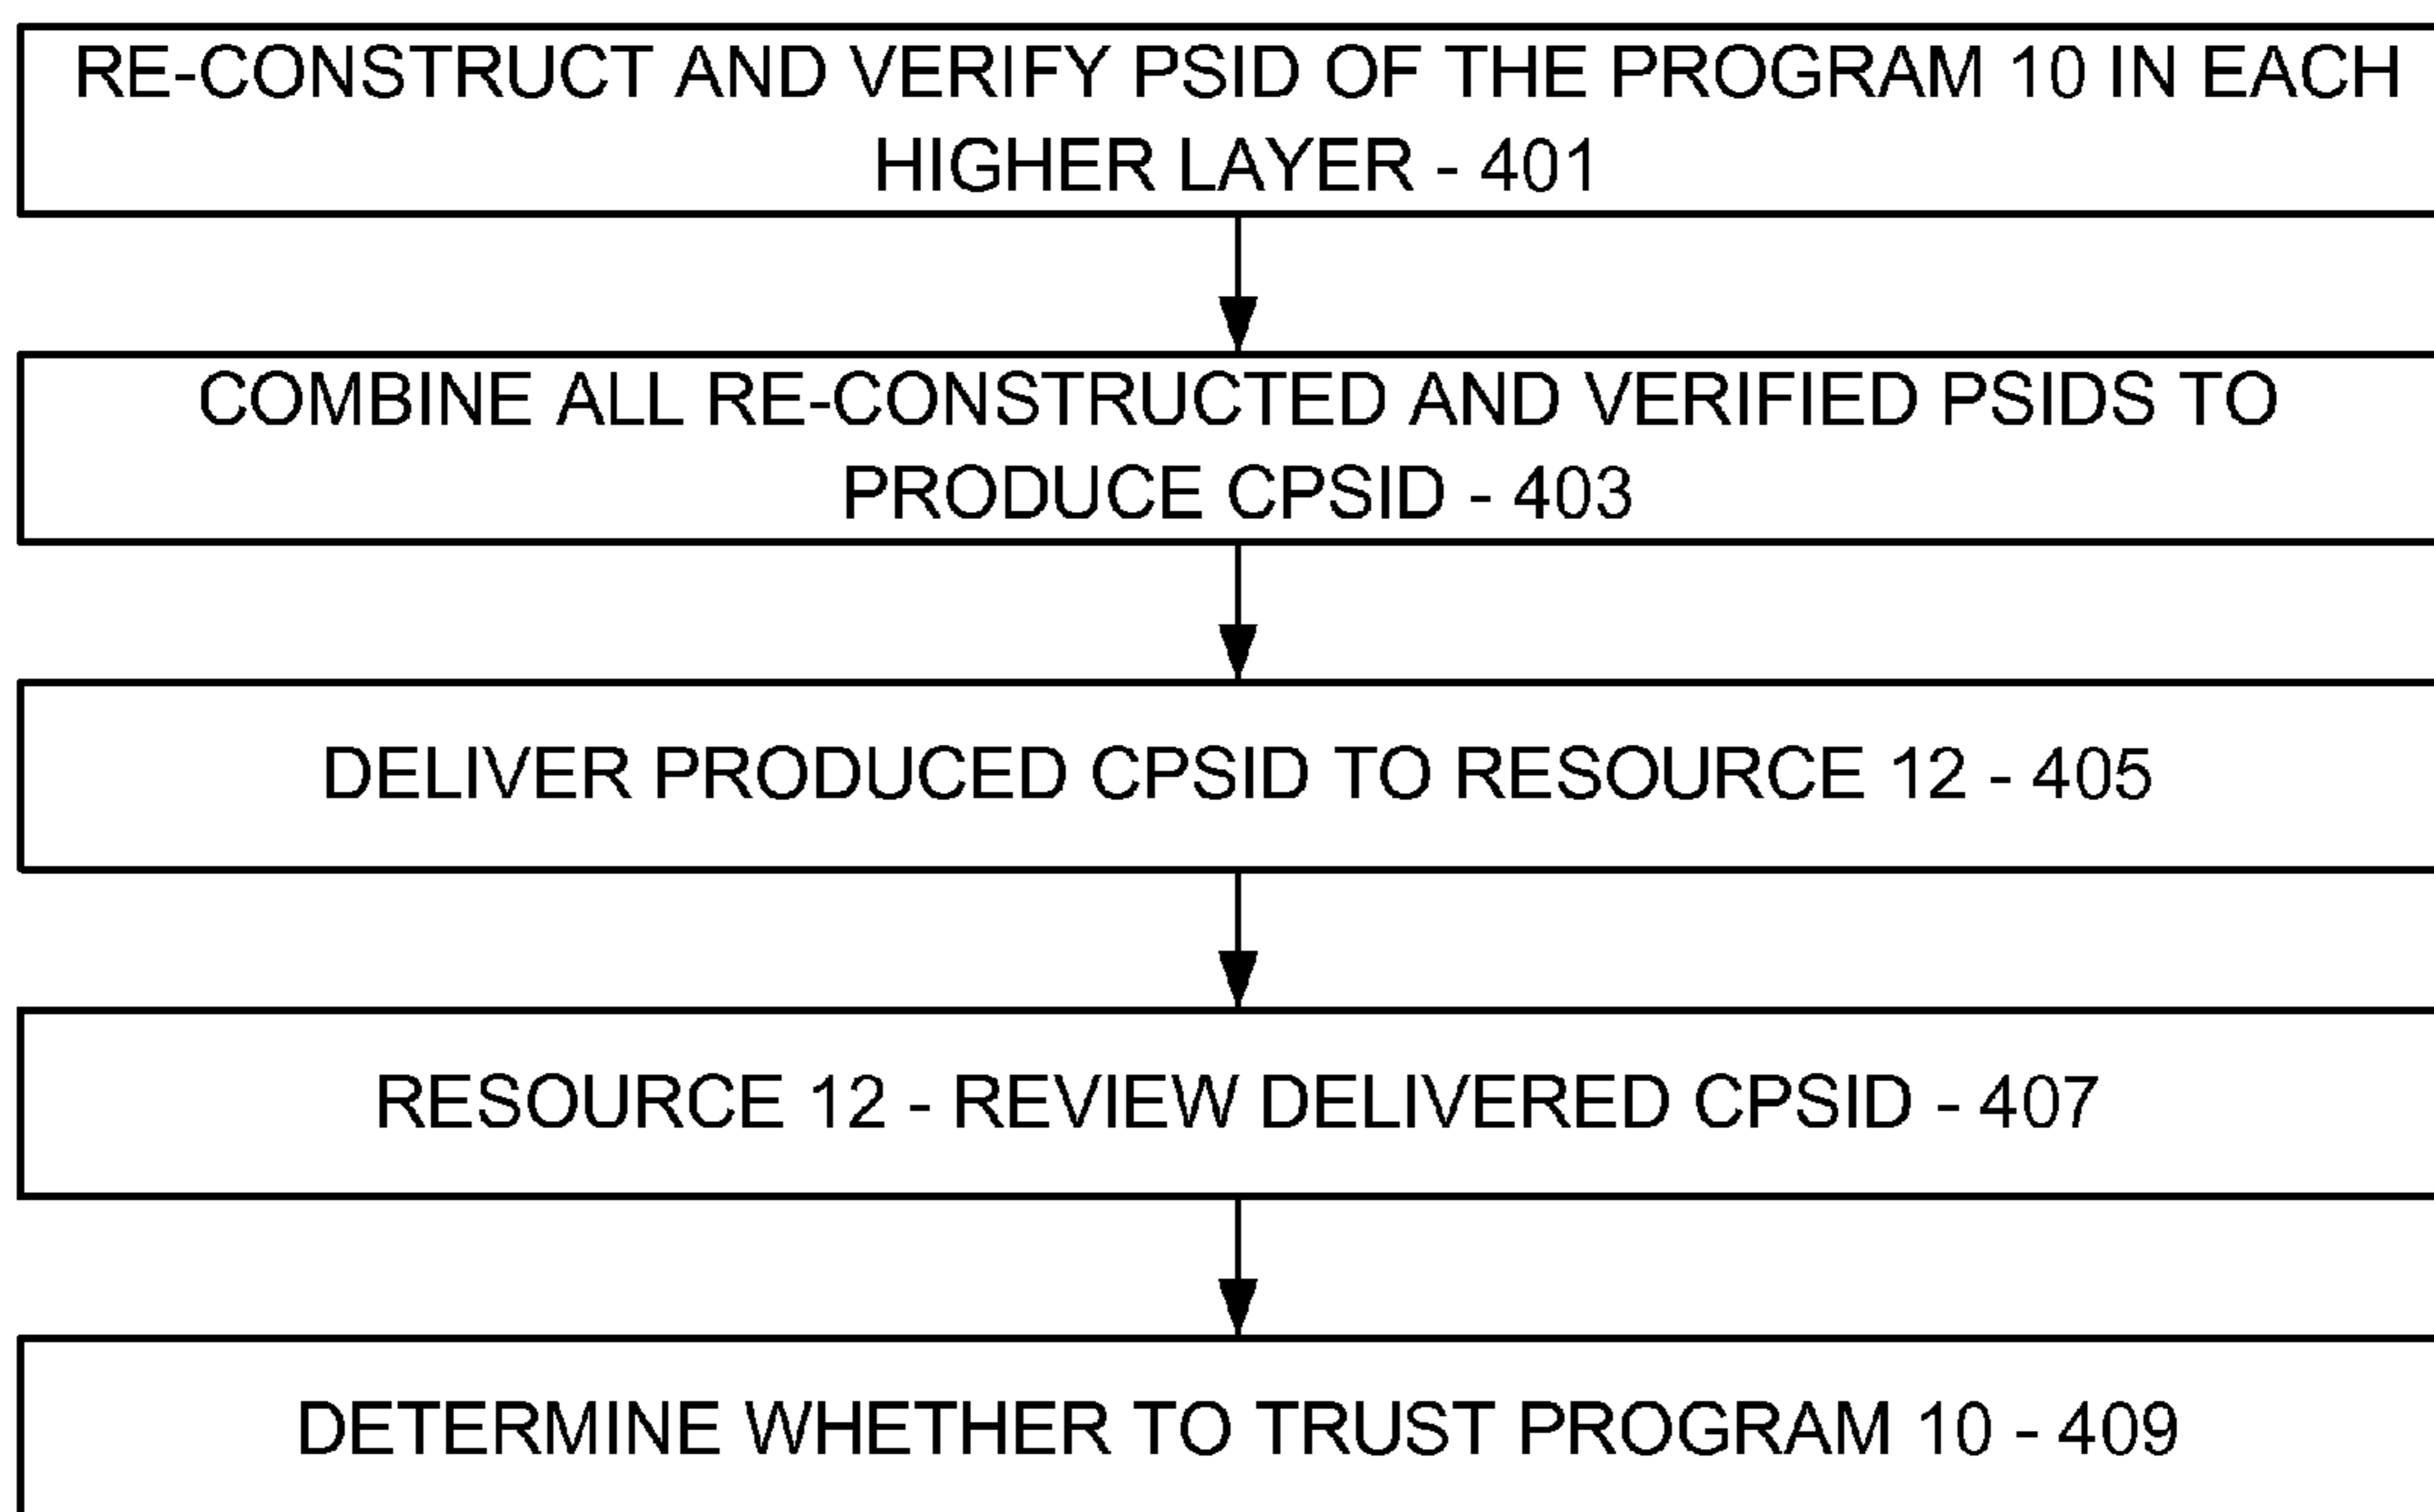 RE-CONSTRUCT AND VERIFY PSID OF THE PROGRAM 10 IN EACH
HIGHER LAYER - 401
COMBINE ALL RE-CONSTRUCTED AND VERIFIED PSIDS TO
PRODUCE CPSID - 403
DELIVER PRODUCED CPSID TO RESOURCE 12 - 405
RESOURCE 12 - REVIEW DELIVERED CPSID - 407
DETERMINE WHETHER TO TRUST PROGRAM 10 - 409